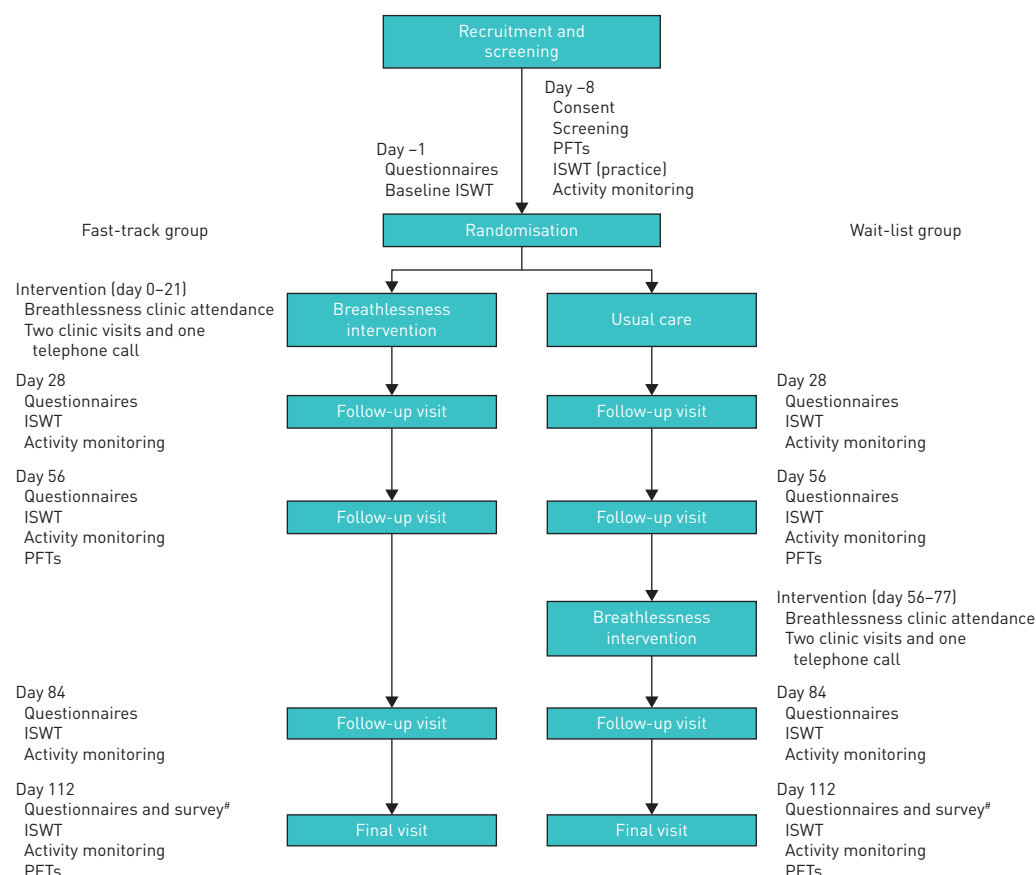 Recruitment and
screening
Day –8
Consent
Screening
PFTs
ISWT (practice)
Activity monitoring
Day –1
Questionnaires
Baseline ISWT
Fast-track group
Randomisation
Wait-list group
Intervention (day 0–21)
Breathlessness clinic attendance
Two clinic visits and one
telephone call
Breathlessness
intervention
Usual care
Day 28
Questionnaires
ISWT
Activity monitoring
Follow-up visit
Follow-up visit
Day 28
Questionnaires
ISWT
Activity monitoring
Day 56
Questionnaires
ISWT
Activity monitoring
PFTs
Follow-up visit
Follow-up visit
Day 56
Questionnaires
ISWT
Activity monitoring
PFTs
Breathlessness
intervention
Intervention (day 56–77)
Breathlessness clinic attendance
Two clinic visits and one
telephone call
Day 84
Questionnaires
ISWT
Activity monitoring
Follow-up visit
Follow-up visit
Day 84
Questionnaires
ISWT
Activity monitoring
Day 112
Questionnaires and survey#
ISWT
Activity monitoring
PFTs
Final visit
Final visit
Day 112
Questionnaires and survey#
ISWT
Activity monitoring
PFTs